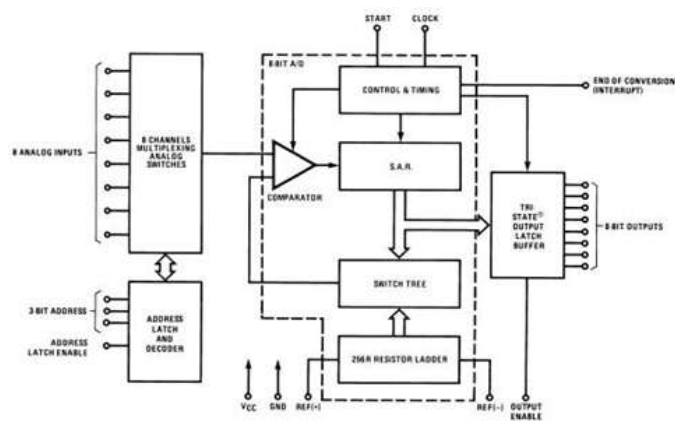 START
CLOCK
8-BIT A/D
CONTROL & TIMING
END OF CONVERSION
(INTERRUPT)
8 ANALOG INPUTS
8 CHANNELS
MULTIPLEXING
ANALOG
SWITCHES
COMPARATOR
S.A.R.
TRI-
STATE®
OUTPUT
LATCH
BUFFER
8-BIT OUTPUTS
SWITCH TREE
3-BIT ADDRESS
ADDRESS
LATCH ENABLE
ADDRESS
LATCH
AND
DECODER
256R RESISTOR LADDER
VCC
GND
REF(+)
REF(−)
OUTPUT
ENABLE